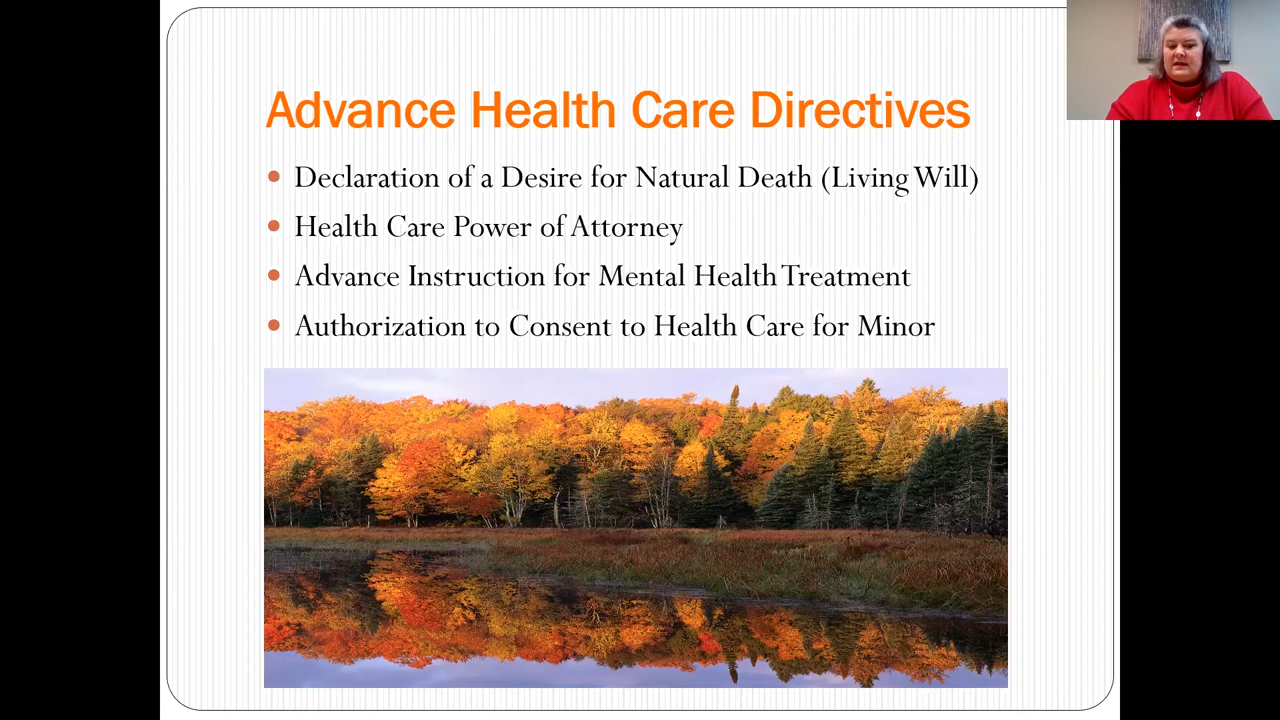 Advance Health Care Directives
Declaration of a Desire for Natural Death (Living Will)
Health Care Power of Attorney
Advance Instruction for Mental Health Treatment
Authorization to Consent to Health Care for Minor